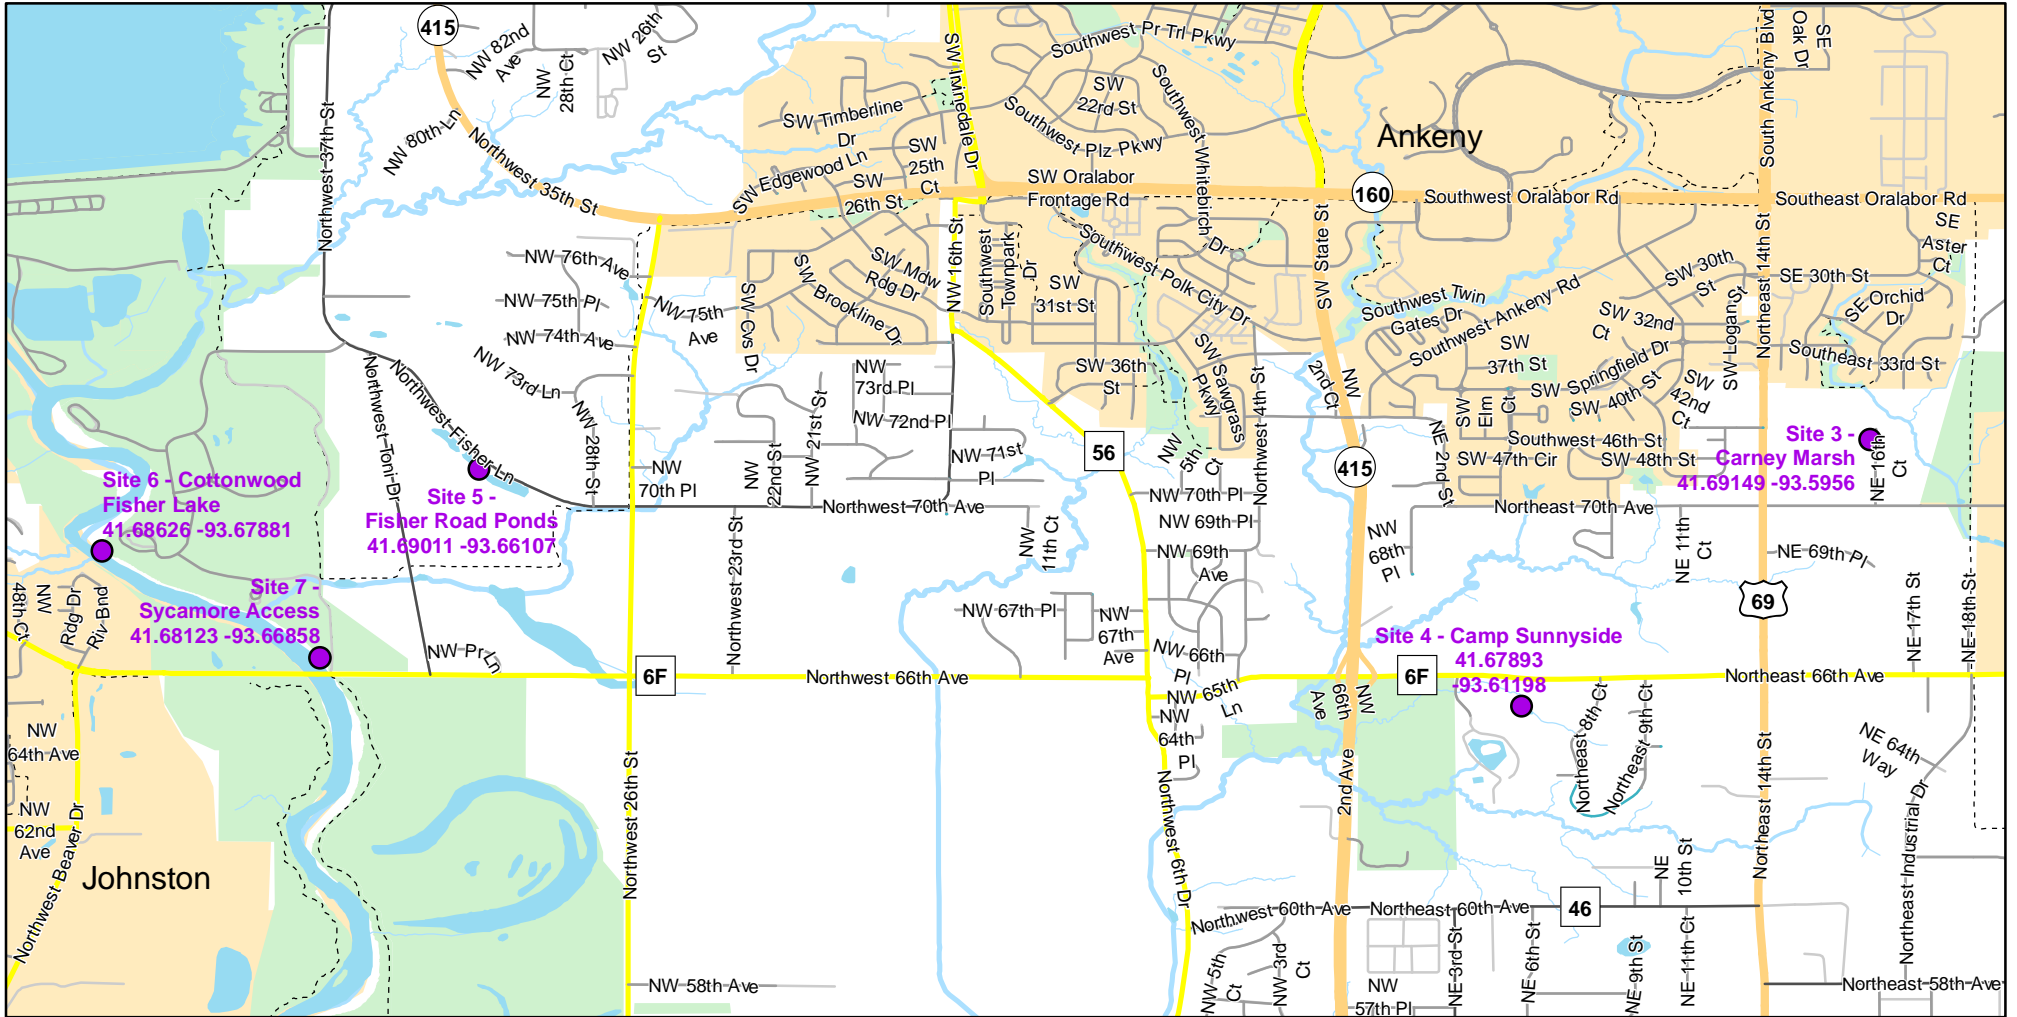 415
NW 82nd
Ave
NW 26th
St
NW
28th Ct
NW 80th Ln
Northwest 37th St
Northwest 35th St
SW Irvinedale Dr
Southwest Pr Trl Pkwy
SW
22nd St
Southwest Plz Pkwy
Southwest Whitebirch
Dr
SW Timberline
Dr
SW Edgewood Ln
SW
25th
Ct
SW
26th St
SW Oralabor
Frontage Rd
Ankeny
160
Southwest Oralabor Rd
Southeast Oralabor Rd
South Ankeny Blvd
SE
Oak Dr
SE
Aster
Ct
SE 30th St
SE Orchid
Dr
Southeast 33rd St
Northeast 14th St
NW 76th Ave
NW 75th Pl
NW 74th Ave
NW 73rd Ln
NW 75th
Ave
SW Cvs Dr
SW Brookline Dr
SW Mdw
Rdg Dr
NW 16th St
Southwest
Townpark
Dr
SW
31st St
Southwest Polk City Dr
SW State St
Southwest Twin
Gates Dr
Southwest Ankeny Rd
SW 30th
St
SW 32nd
Ct
SW Logan Ct
SW
37th St
SW Springfield Dr
SW 40th St
SW
42nd
Ct
SW
Elm
Ct
Southwest 46th St
SW 47th Cir
SW 48th St
SW 36th
St
SW Sawgrass
Pkwy
Northwest 4th St
NW
2nd Ct
NW
5th
Ct
NE 2nd St
Northwest Toni Dr
Northwest Fisher Ln
NW 28th St
NW
70th Pl
NW
22nd St
NW 21st St
NW
73rd Pl
NW 72nd Pl
NW 71st
Pl
56
415
Site 3 -
Carney Marsh
41.69149 -93.5956
NE 16th
Ct
Site 6 - Cottonwood
Fisher Lake
41.68626 -93.67881
Site 5 -
Fisher Road Ponds
41.69011 -93.66107
Northwest 70th Ave
NW 70th Pl
NW 69th Pl
NW 69th
Ave
NW
68th
Pl
Northeast 70th Ave
NE 11th
Ct
NE 69th Pl
NW
11th Ct
Northwest 23rd St
Site 7 -
Sycamore Access
41.68123 -93.66858
NW
48th Ct
Rdg Dr
Riv Bnd
NW Pr Ln
NW 67th Pl
NW
67th
Ave
NW 66th
Pl
69
NE 17th St
NE 18th St
Site 4 - Camp Sunnyside
41.67893
-93.61198
6F
Northwest 66th Ave
6F
Northeast 66th Ave
NW 65th
Ln
NW
66th
Ave
NW
64th
Pl
NW
64th Ave
NW
62nd
Ave
Northwest Beaver Dr
Johnston
Northwest 26th St
Northwest 6th Dr
2nd Ave
Northeast 8th Ct
Northeast 9th Ct
Northeast 14th St
NE 64th
Way
Northeast Industrial Dr
NE
10th St
Northwest 60th Ave
Northeast 60th Ave
46
NW 58th Ave
NW 5th
Ct
NW 3rd
Ct
NW
57th Pl
NE 3rd St
NE 6th St
NE 9th St
NE 11th Ct
Northeast 58th Ave